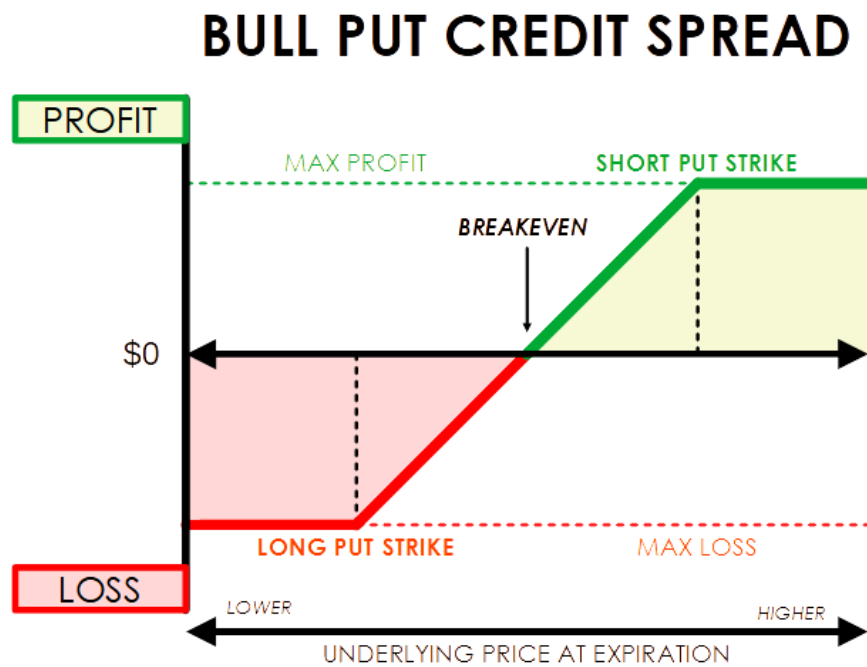 BULL PUT CREDIT SPREAD
PROFIT
MAX PROFIT
SHORT PUT STRIKE
BREAKEVEN
$0
LONG PUT STRIKE
MAX LOSS
LOSS
LOWER
HIGHER
UNDERLYING PRICE AT EXPIRATION